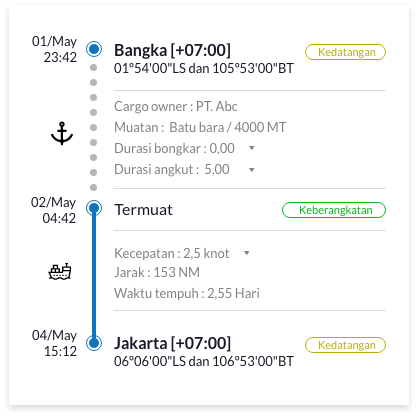 01/May
23:42
Bangka [+07:00]
Kedatangan
01°54'00"LS dan 105°53'00"BT
Cargo owner : PT. Abc
Muatan : Batu bara / 4000 MT
Durasi bongkar : 0,00
Durasi angkut : 5,00
02/May
04:42
Termuat
Keberangkatan
Kecepatan : 2,5 knot
Jarak : 153 NM
Waktu tempuh : 2,55 Hari
04/May
15:12
Jakarta [+07:00]
Kedatangan
06°06'00"LS dan 106°53'00"BT